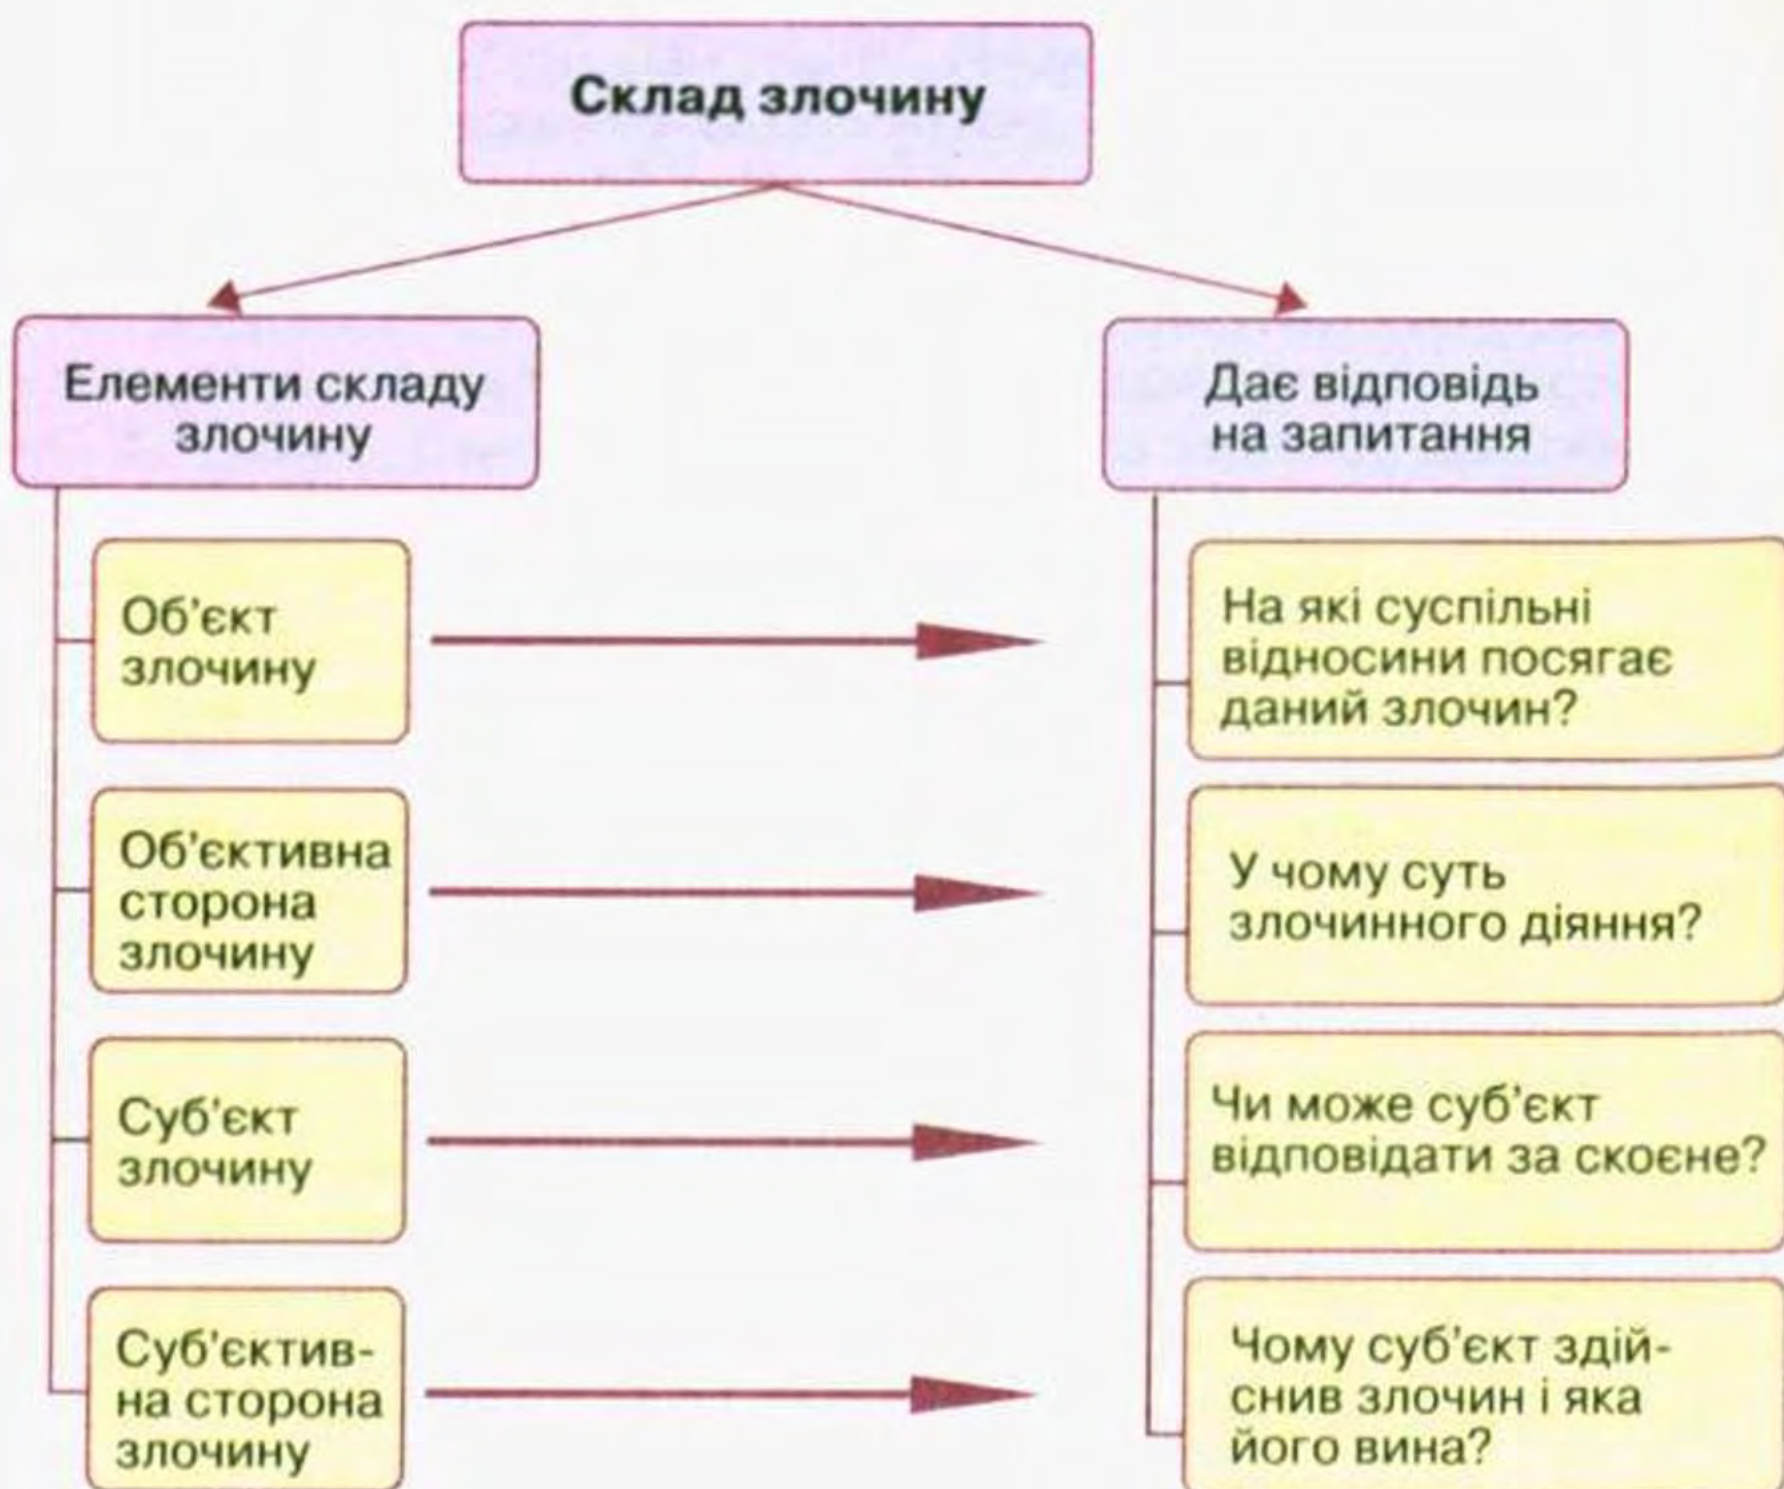 Склад злочину
Елементи складу
злочину
Дає відповідь
на запитання
Об'єкт
злочину
На які суспільні
відносини посягає
даний злочин?
Об'єктивна
сторона
злочину
У чому суть
злочинного діяння?
Суб'єкт
злочину
Чи може суб'єкт
відповідати за скоєне?
Суб'єктив-
на сторона
злочину
Чому суб'єкт здій-
снив злочин і яка
його вина?